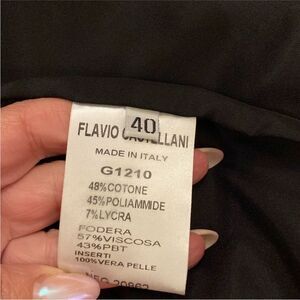 40
FLAVIO CASTELLANI
MADE IN ITALY
G1210
48%COTONE
45%POLIAMMIDE
7%LYCRA
FODERA
57%VISCOSA
43%PBT
INSERTI
100%VERA PELLE